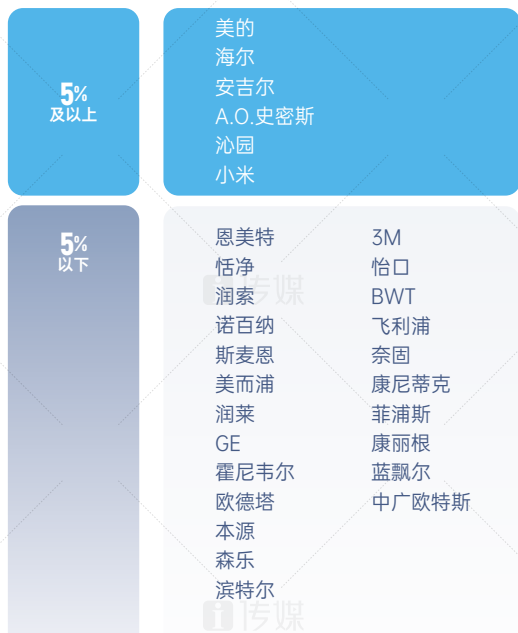 5%
及以上
美的
海尔
安吉尔
A.O.史密斯
沁园
小米
5%
以下
恩美特
恬净
润索
诺百纳
斯麦恩
美而浦
润莱
GE
霍尼韦尔
欧德塔
本源
森乐
滨特尔
3M
怡口
BWT
飞利浦
奈固
康尼蒂克
菲浦斯
康丽根
蓝飘尔
中广欧特斯
传媒
传媒